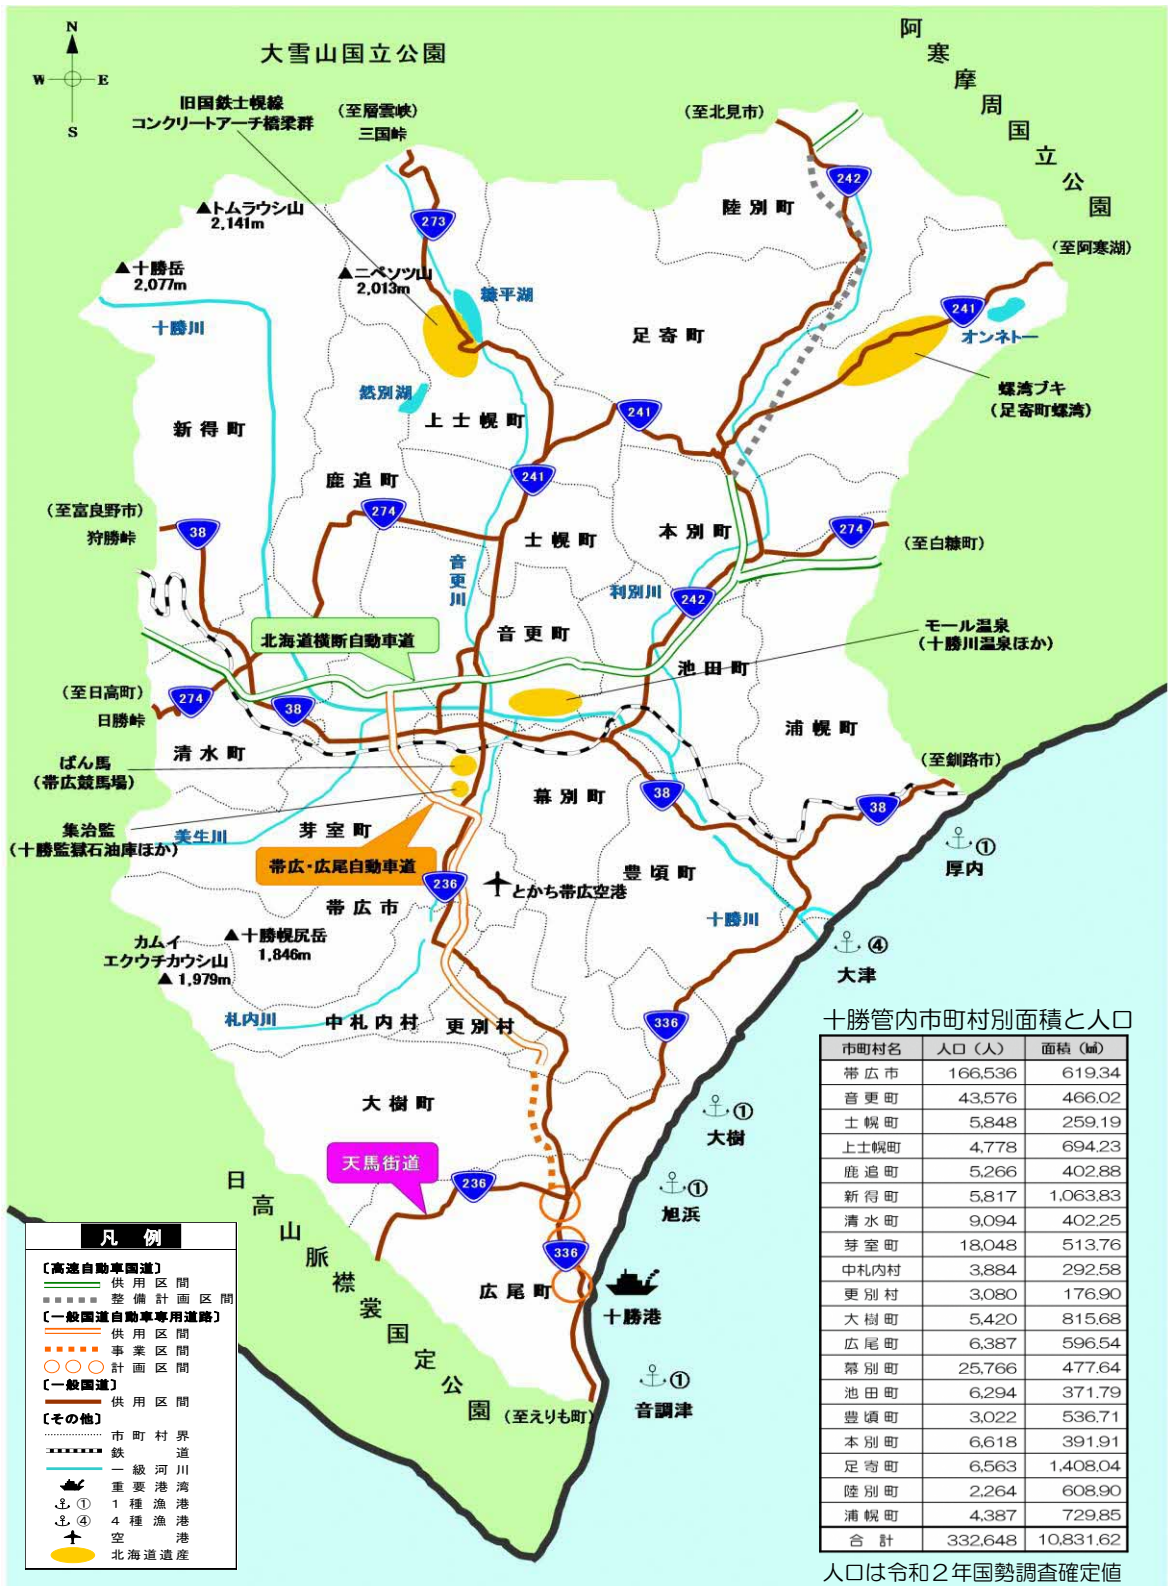 N
W E
S
大雪山国立公園
阿寒摩周国立公園
旧国鉄士幌線
コンクリートアーチ橋梁群
(至層雲峡)
三国峠
(至北見市)
242
陸別町
▲トムラウシ山
2,141m
273
(至阿寒湖)
▲十勝岳
2,077m
▲ニペソツ山
2,013m
糠平湖
十勝川
足寄町
241
オンネトー
然別湖
螺湾ブキ
(足寄町螺湾)
新得町
上士幌町
241
鹿追町
241
274
(至富良野市)
狩勝峠
38
士幌町
本別町
274
(至白糠町)
音更川
利別川
242
北海道横断自動車道
音更町
モール温泉
(十勝川温泉ほか)
池田町
(至日高町)
日勝峠
274
38
清水町
浦幌町
ばん馬
(帯広競馬場)
(至釧路市)
幕別町
38
38
集治監
(十勝監獄石油庫ほか)
美生川
芽室町
①
厚内
帯広・広尾自動車道
豊頃町
236
とかち帯広空港
帯広市
十勝川
カムイ
エクウチカウシ山
▲ 1,979m
▲十勝幌尻岳
1,846m
④
大津
札内川
中札内村
更別村
336
大樹町
①
大樹
天馬街道
236
①
旭浜
日高山脈襟裳国定公園
336
広尾町
十勝港
①
音調津
(至えりも町)
凡例
〔高速自動車国道〕
供用区間
整備計画区間
〔一般国道自動車専用道路〕
供用区間
事業区間
計画区間
〔一般国道〕
供用区間
〔その他〕
市町村界
鉄道
一級河川
重要港湾
① 1種漁港
④ 4種漁港
空港
北海道遺産
十勝管内市町村別面積と人口
市町村名 人口（人） 面積（㎢）
帯広市 166,536 619.34
音更町 43,576 466.02
士幌町 5,848 259.19
上士幌町 4,778 694.23
鹿追町 5,266 402.88
新得町 5,817 1,063.83
清水町 9,094 402.25
芽室町 18,048 513.76
中札内村 3,884 292.58
更別村 3,080 176.90
大樹町 5,420 815.68
広尾町 6,387 596.54
幕別町 25,766 477.64
池田町 6,294 371.79
豊頃町 3,022 536.71
本別町 6,618 391.91
足寄町 6,563 1,408.04
陸別町 2,264 608.90
浦幌町 4,387 729.85
合計 332,648 10,831.62
人口は令和２年国勢調査確定値